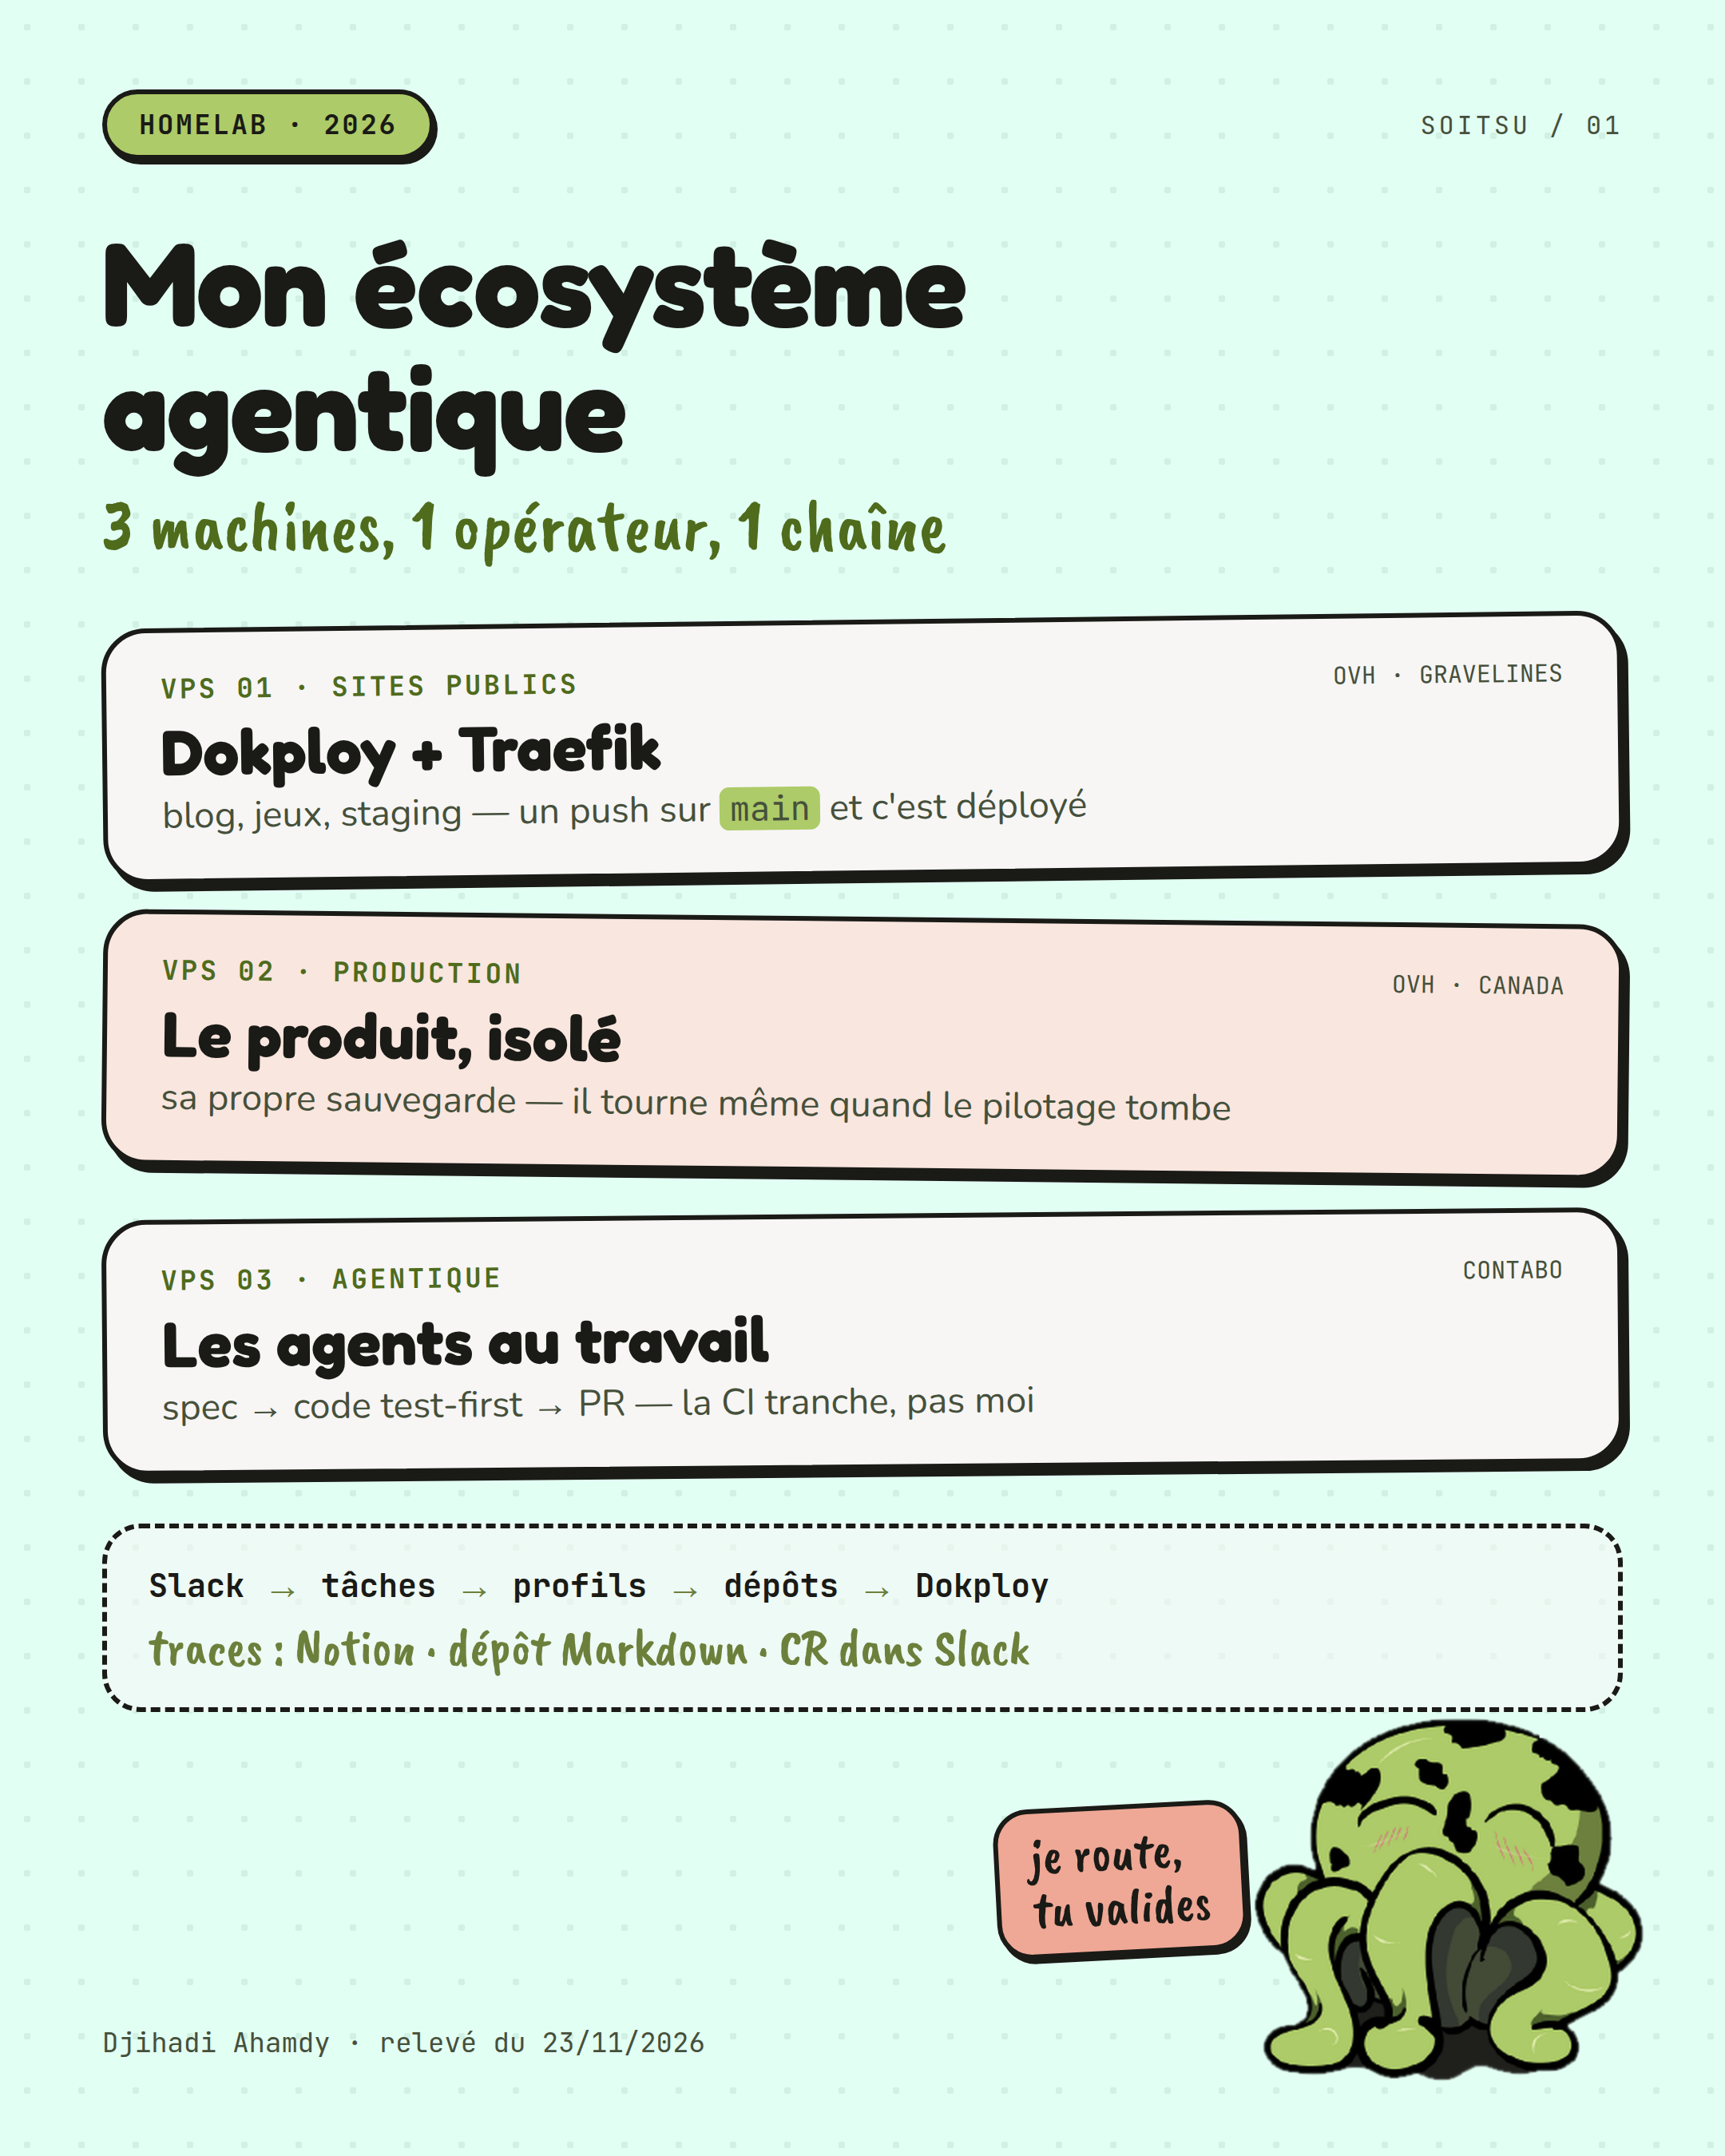 HOMELAB · 2026
SOITSU / 01
Mon écosystème
agentique
3 machines, 1 opérateur, 1 chaîne
VPS 01 · SITES PUBLICS
OVH · GRAVELINES
Dokploy + Traefik
blog, jeux, staging — un push sur main et c'est déployé
VPS 02 · PRODUCTION
OVH · CANADA
Le produit, isolé
sa propre sauvegarde — il tourne même quand le pilotage tombe
VPS 03 · AGENTIQUE
CONTABO
Les agents au travail
spec → code test-first → PR — la CI tranche, pas moi
Slack → tâches → profils → dépôts → Dokploy
traces : Notion · dépôt Markdown · CR dans Slack
je route,
tu valides
Djihadi Ahamdy · relevé du 23/11/2026